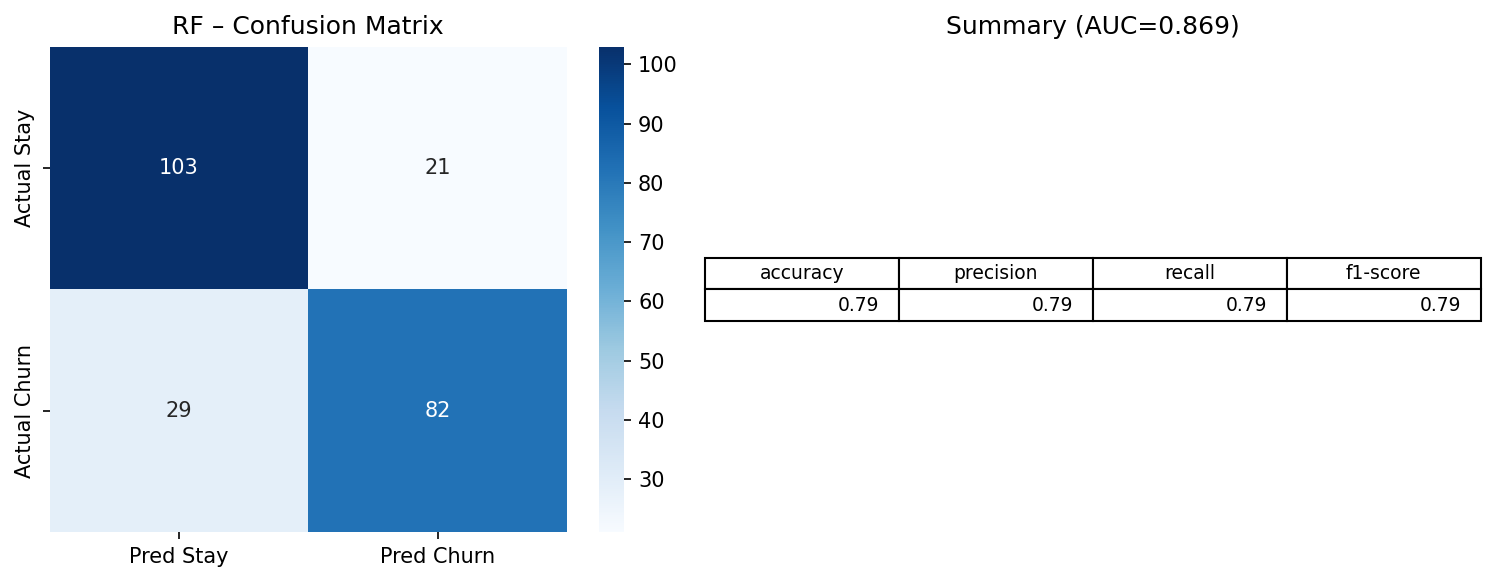 RF – Confusion Matrix
Actual Stay
Actual Churn
103
21
29
82
Pred Stay
Pred Churn
100
90
80
70
60
50
40
30
Summary (AUC=0.869)
accuracy precision recall f1-score
0.79 0.79 0.79 0.79